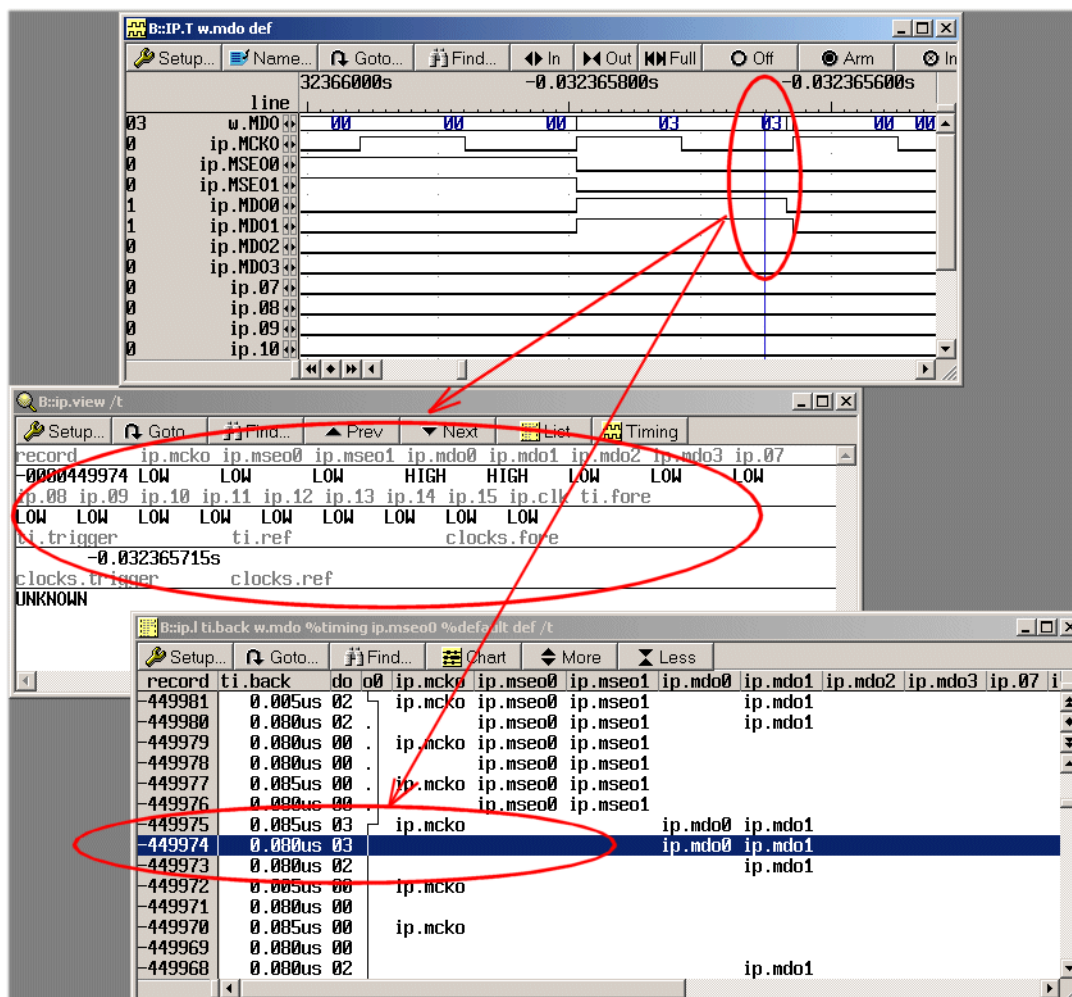 B::IP.T w.mdo def
Setup... Name... Goto... Find... In Out Full Off Arm In
32366000s -0.032365800s -0.032365600s
line
03 w.MDO 00 00 00 03 03 00 00
0 ip.MCKO
0 ip.MSEO0
0 ip.MSEO1
1 ip.MDO0
1 ip.MDO1
0 ip.MDO2
0 ip.MDO3
0 ip.07
0 ip.08
0 ip.09
0 ip.10
B::ip.view /t
Setup... Goto... Find... Prev Next List Timing
record ip.mcko ip.mseo0 ip.mseo1 ip.mdo0 ip.mdo1 ip.mdo2 ip.mdo3 ip.07
-0000449974 LOW LOW LOW HIGH HIGH LOW LOW LOW
ip.08 ip.09 ip.10 ip.11 ip.12 ip.13 ip.14 ip.15 ip.clk ti.fore
LOW LOW LOW LOW LOW LOW LOW LOW LOW
ti.trigger ti.ref clocks.fore
-0.032365715s
clocks.trigger clocks.ref
UNKNOWN
B::ip.l ti.back w.mdo %timing ip.mseo0 %default def /t
Setup... Goto... Find... Chart More Less
record ti.back do o0 ip.mcko ip.mseo0 ip.mseo1 ip.mdo0 ip.mdo1 ip.mdo2 ip.mdo3 ip.07 i
-449981 0.005us 02 ip.mcko ip.mseo0 ip.mseo1 ip.mdo1
-449980 0.080us 02 . ip.mseo0 ip.mseo1 ip.mdo1
-449979 0.080us 00 . ip.mcko ip.mseo0 ip.mseo1
-449978 0.080us 00 . ip.mseo0 ip.mseo1
-449977 0.085us 00 . ip.mcko ip.mseo0 ip.mseo1
-449976 0.080us 00 . ip.mseo0 ip.mseo1
-449975 0.085us 03 ip.mcko ip.mdo0 ip.mdo1
-449974 0.080us 03 ip.mdo0 ip.mdo1
-449973 0.080us 02 ip.mdo1
-449972 0.005us 00 ip.mcko
-449971 0.080us 00
-449970 0.085us 00 ip.mcko
-449969 0.080us 00
-449968 0.080us 02 ip.mdo1